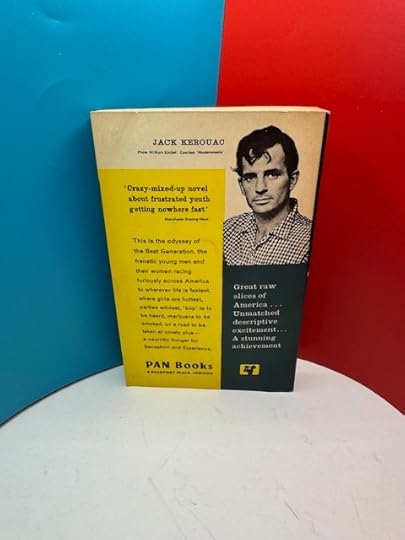 JACK KEROUAC
'Crazy-mixed-up novel
about frustrated youth
getting nowhere fast'
Manchester Evening News
This is the odyssey of
the Beat Generation, the
frenetic young men and
their women racing
furiously across America
to wherever life is fastest,
where girls are hottest,
parties wildest, 'bop' is to
be heard, marijuana to be
smoked, or a road to be
taken at ninety plus —
a neurotic hunger for
Sensation and Experience.
Great raw
slices of
America . . .
Unmatched
descriptive
excitement...
A stunning
achievement
PAN Books
8 HEADFORT PLACE, LONDON